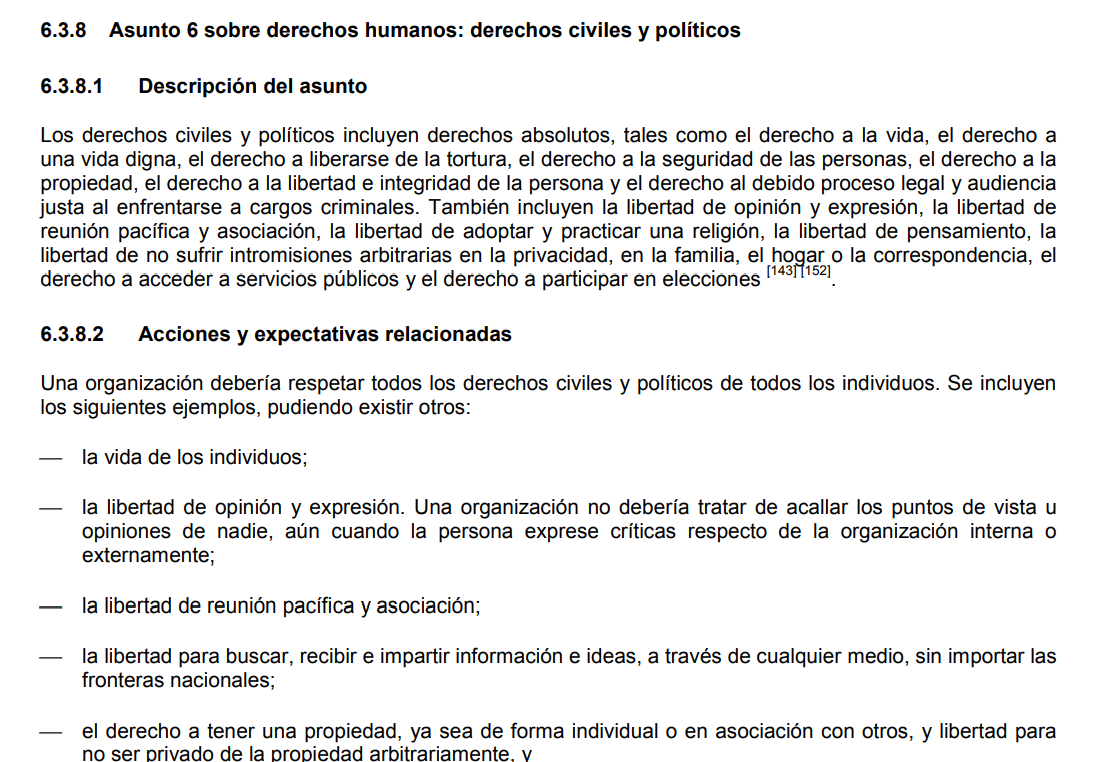 6.3.8 Asunto 6 sobre derechos humanos: derechos civiles y políticos
6.3.8.1 Descripción del asunto
Los derechos civiles y políticos incluyen derechos absolutos, tales como el derecho a la vida, el derecho a
una vida digna, el derecho a liberarse de la tortura, el derecho a la seguridad de las personas, el derecho a la
propiedad, el derecho a la libertad e integridad de la persona y el derecho al debido proceso legal y audiencia
justa al enfrentarse a cargos criminales. También incluyen la libertad de opinión y expresión, la libertad de
reunión pacífica y asociación, la libertad de adoptar y practicar una religión, la libertad de pensamiento, la
libertad de no sufrir intromisiones arbitrarias en la privacidad, en la familia, el hogar o la correspondencia, el
derecho a acceder a servicios públicos y el derecho a participar en elecciones [143] [152].
6.3.8.2 Acciones y expectativas relacionadas
Una organización debería respetar todos los derechos civiles y políticos de todos los individuos. Se incluyen
los siguientes ejemplos, pudiendo existir otros:
— la vida de los individuos;
— la libertad de opinión y expresión. Una organización no debería tratar de acallar los puntos de vista u
opiniones de nadie, aún cuando la persona exprese críticas respecto de la organización interna o
externamente;
— la libertad de reunión pacífica y asociación;
— la libertad para buscar, recibir e impartir información e ideas, a través de cualquier medio, sin importar las
fronteras nacionales;
— el derecho a tener una propiedad, ya sea de forma individual o en asociación con otros, y libertad para
no ser privado de la propiedad arbitrariamente, y